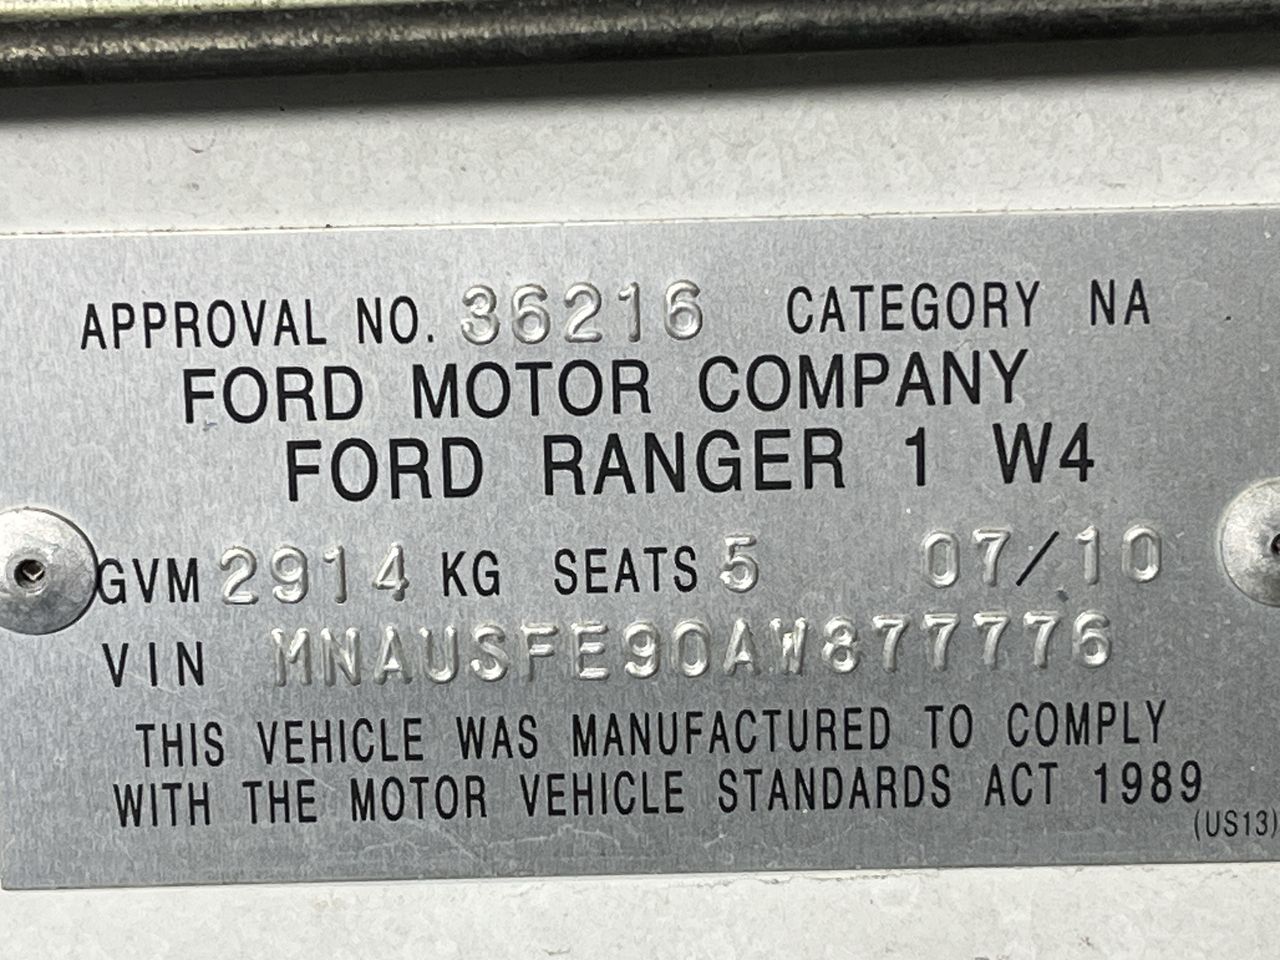 APPROVAL NO. 36216 CATEGORY NA
FORD MOTOR COMPANY
FORD RANGER 1 W4
GVM 2914 KG SEATS 5 07/10
VIN MNAUSFE90AW877776
THIS VEHICLE WAS MANUFACTURED TO COMPLY
WITH THE MOTOR VEHICLE STANDARDS ACT 1989
(US13)